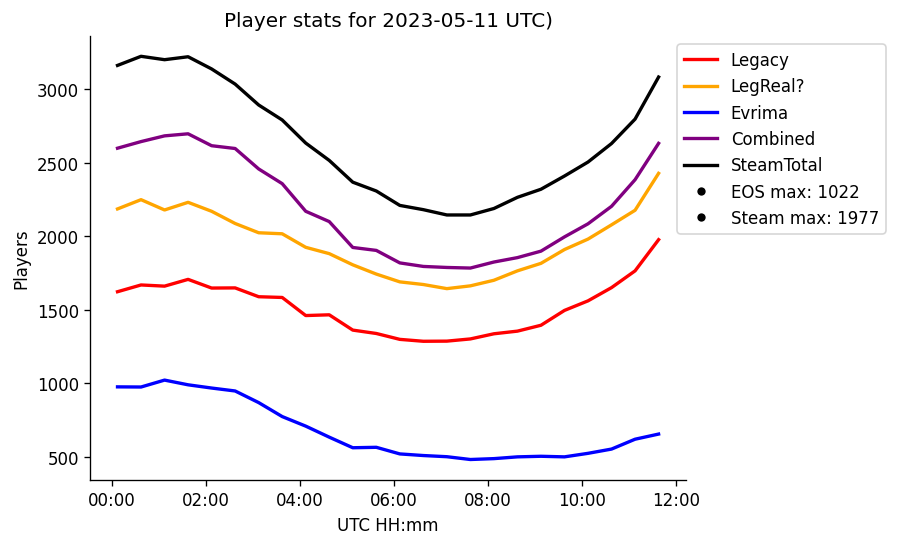 Player stats for 2023-05-11 UTC)
Players
3000
2500
2000
1500
1000
500
00:00 02:00 04:00 06:00 08:00 10:00 12:00
UTC HH:mm
Legacy
LegReal?
Evrima
Combined
SteamTotal
EOS max: 1022
Steam max: 1977